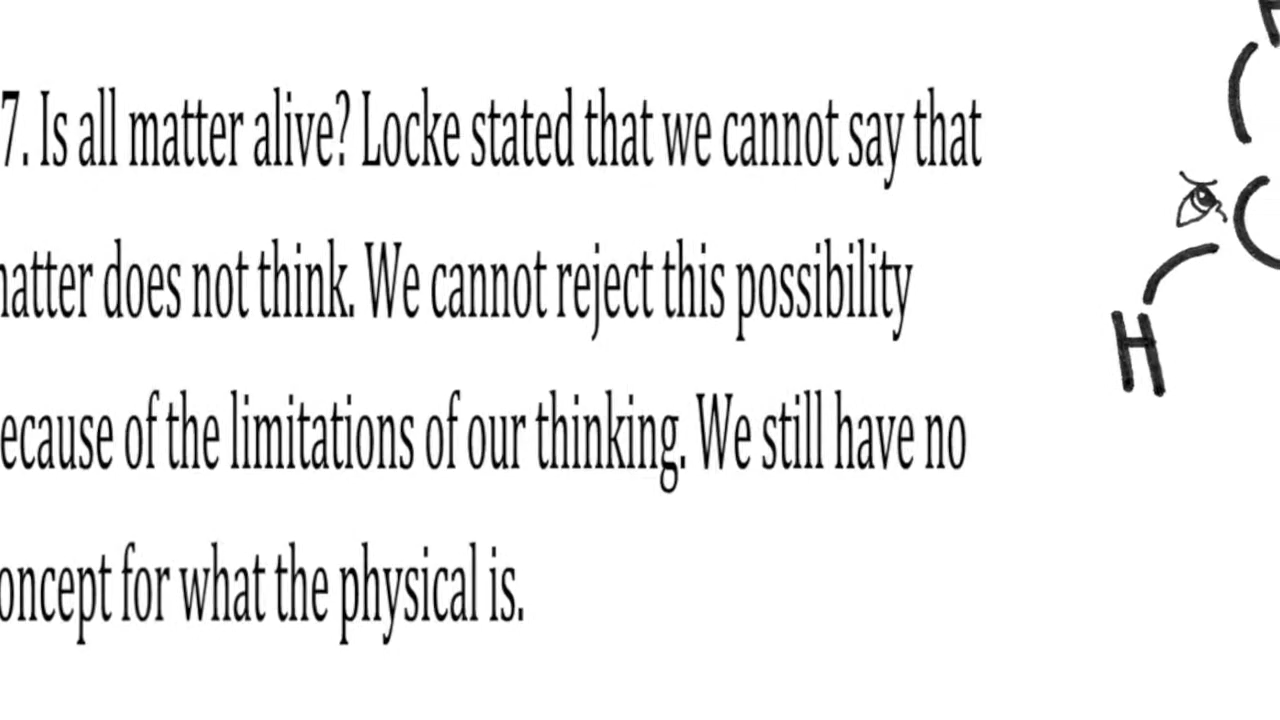 7. Is all matter alive? Locke stated that we cannot say that
atter does not think. We cannot reject this possibility
ecause of the limitations of our thinking. We still have no
oncept for what the physical is.
H